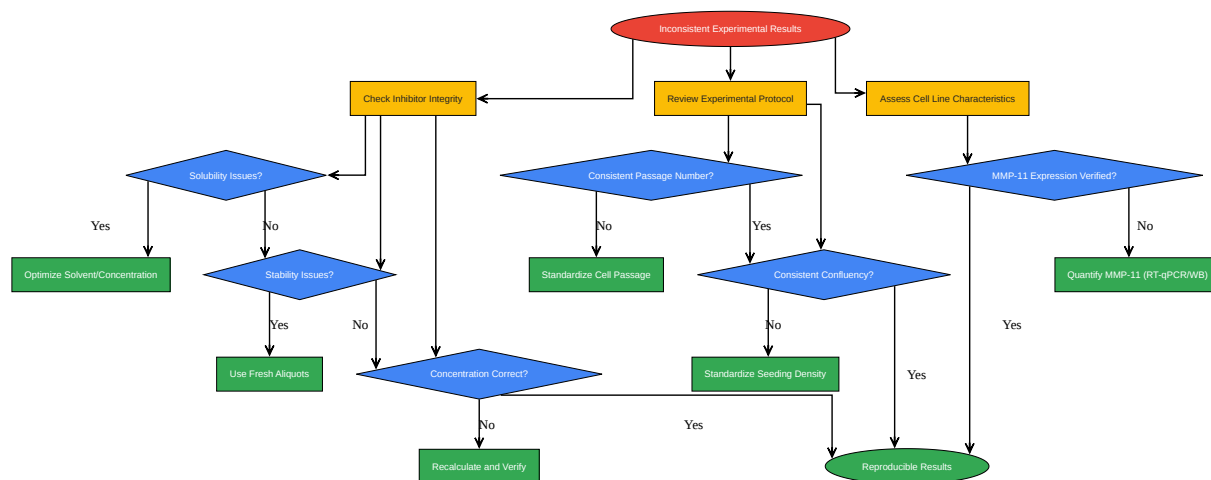 Inconsistent Experimental Results
Check Inhibitor Integrity
Review Experimental Protocol
Assess Cell Line Characteristics
Solubility Issues?
Consistent Passage Number?
MMP-11 Expression Verified?
Yes
No
No
Yes
No
Optimize Solvent/Concentration
Stability Issues?
Standardize Cell Passage
Consistent Confluency?
Quantify MMP-11 (RT-qPCR/WB)
Yes
No
No
Yes
Use Fresh Aliquots
Concentration Correct?
Standardize Seeding Density
Yes
No
Yes
Recalculate and Verify
Reproducible Results